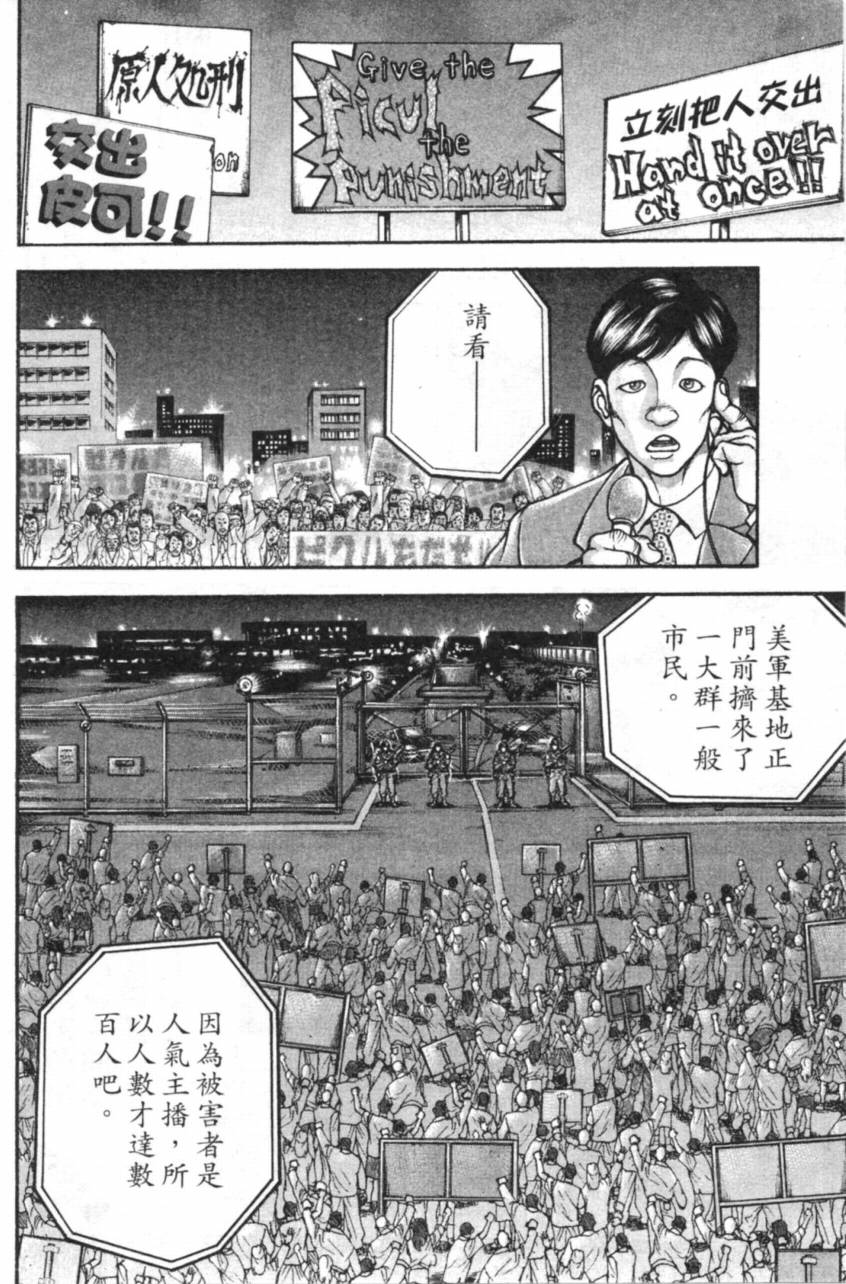 原人処刑
on
交出
皮可!!
Give the
Picul
the
Punishment
立刻把人交出
Hand it over
at once!!
請看——
ピクルをだせ
美軍基地正
門前擠來了
一大群一般
市民。
因為被害者是
人氣主播，所
以人數才達數
百人吧。